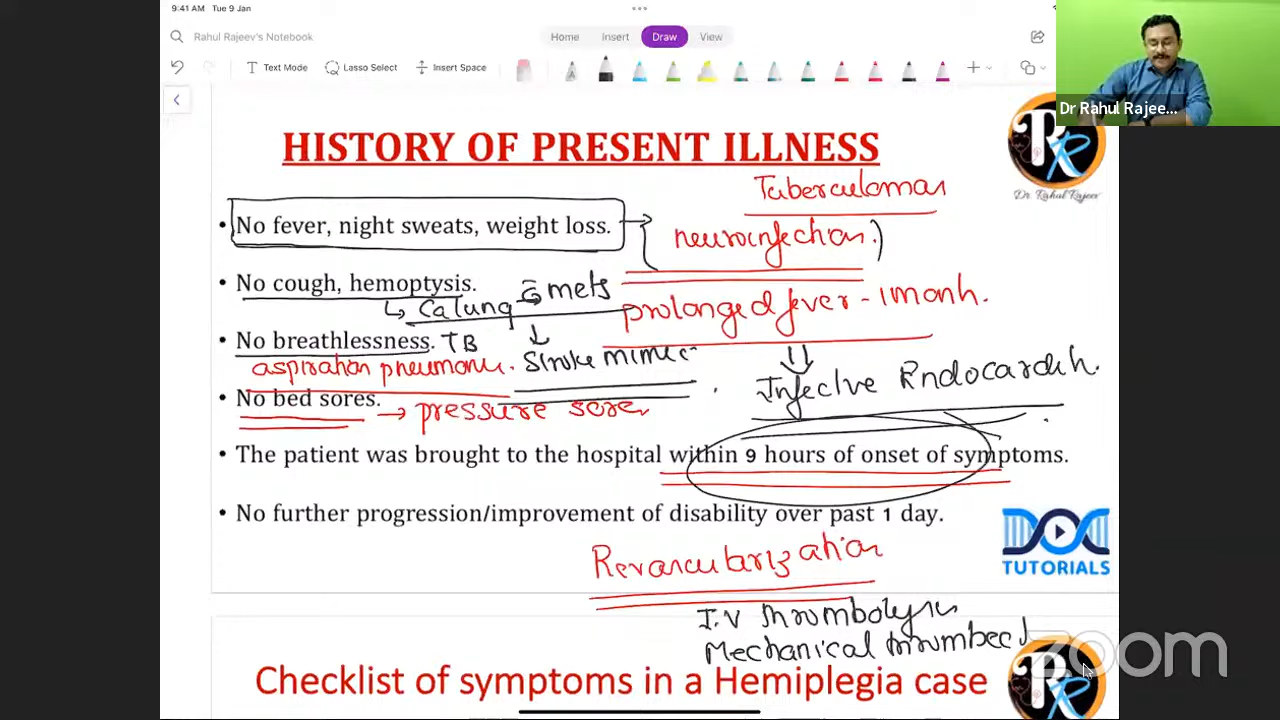 9:41 AM Tue 9 Jan
Rahul Rajeev's Notebook
Home Insert Draw View
Text Mode Lasso Select Insert Space
Dr Rahul Rajee...
HISTORY OF PRESENT ILLNESS
Dr. Rahul Rajeev
Tuberculomas
• No fever, night sweats, weight loss.
neuroinfection.)
• No cough, hemoptysis.
Ca lung mets
prolonged fever - 1 month.
• No breathlessness. TB
Stroke mimic
aspiration pneumonia.
Infective Endocardit
• No bed sores. → pressure sores
• The patient was brought to the hospital within 9 hours of onset of symptoms.
• No further progression/improvement of disability over past 1 day.
TUTORIALS
Revascularization
I.V thrombolysis
Mechanical thrombect
zoom
Checklist of symptoms in a Hemiplegia case